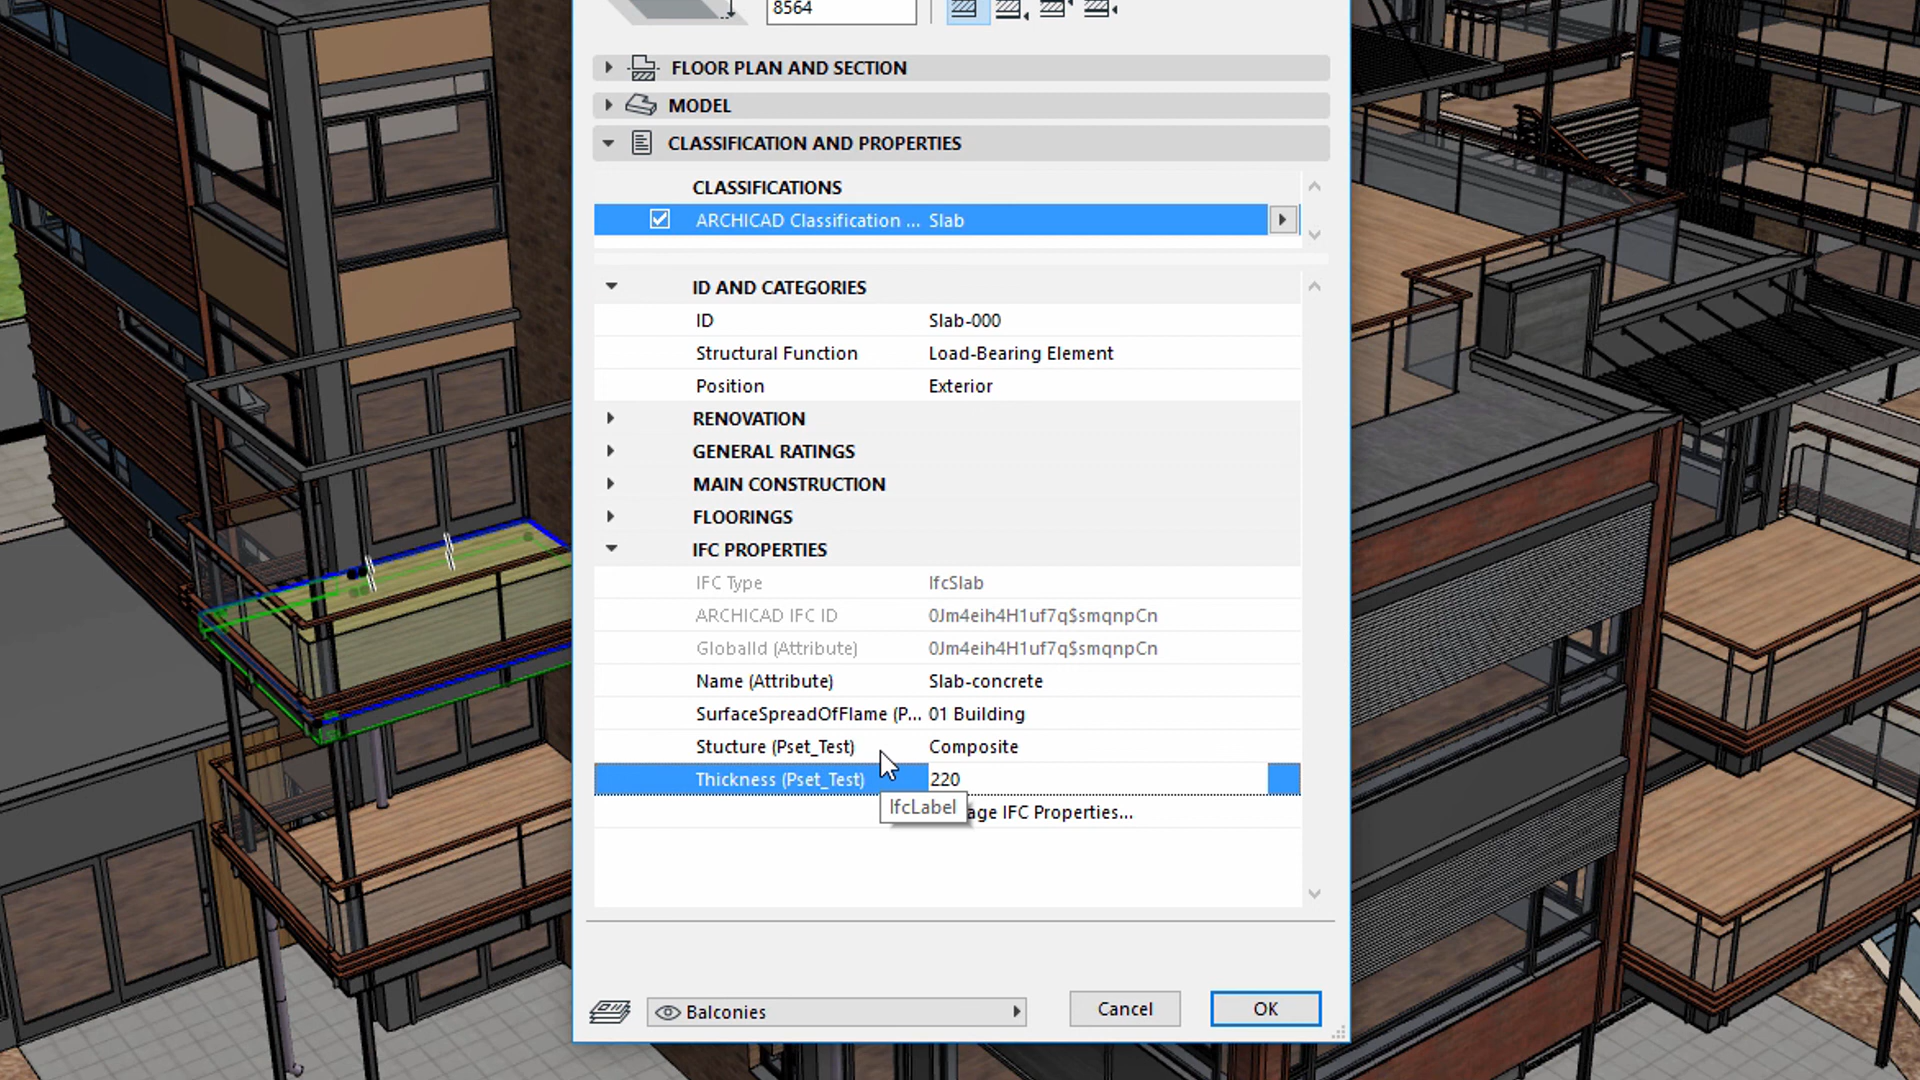 8564
FLOOR PLAN AND SECTION
MODEL
CLASSIFICATION AND PROPERTIES
CLASSIFICATIONS
ARCHICAD Classification ... Slab
ID AND CATEGORIES
ID Slab-000
Structural Function Load-Bearing Element
Position Exterior
RENOVATION
GENERAL RATINGS
MAIN CONSTRUCTION
FLOORINGS
IFC PROPERTIES
IFC Type IfcSlab
ARCHICAD IFC ID 0Jm4eih4H1uf7q$smqnpCn
GlobalId (Attribute) 0Jm4eih4H1uf7q$smqnpCn
Name (Attribute) Slab-concrete
SurfaceSpreadOfFlame (P... 01 Building
Stucture (Pset_Test) Composite
Thickness (Pset_Test) 220
IfcLabel
age IFC Properties...
Balconies
Cancel
OK